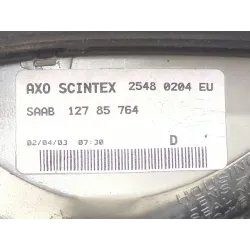 AXO SCINTEX 2548 0204 EU
SAAB 127 85 764
02/04/03 07:30
D